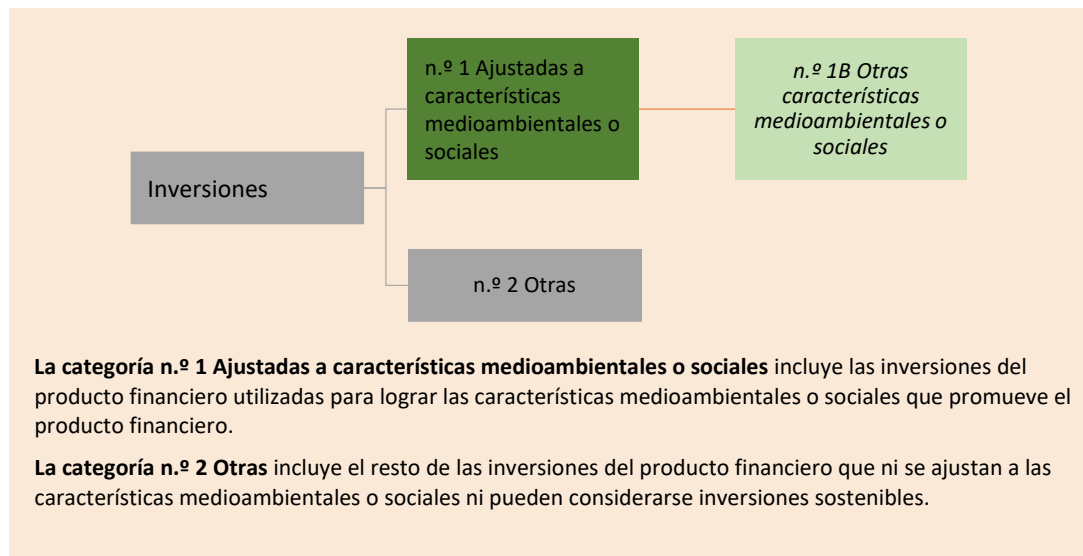 n.º 1 Ajustadas a
características
medioambientales o
sociales
n.º 1B Otras
características
medioambientales o
sociales
Inversiones
n.º 2 Otras
La categoría n.º 1 Ajustadas a características medioambientales o sociales incluye las inversiones del
producto financiero utilizadas para lograr las características medioambientales o sociales que promueve el
producto financiero.
La categoría n.º 2 Otras incluye el resto de las inversiones del producto financiero que ni se ajustan a las
características medioambientales o sociales ni pueden considerarse inversiones sostenibles.